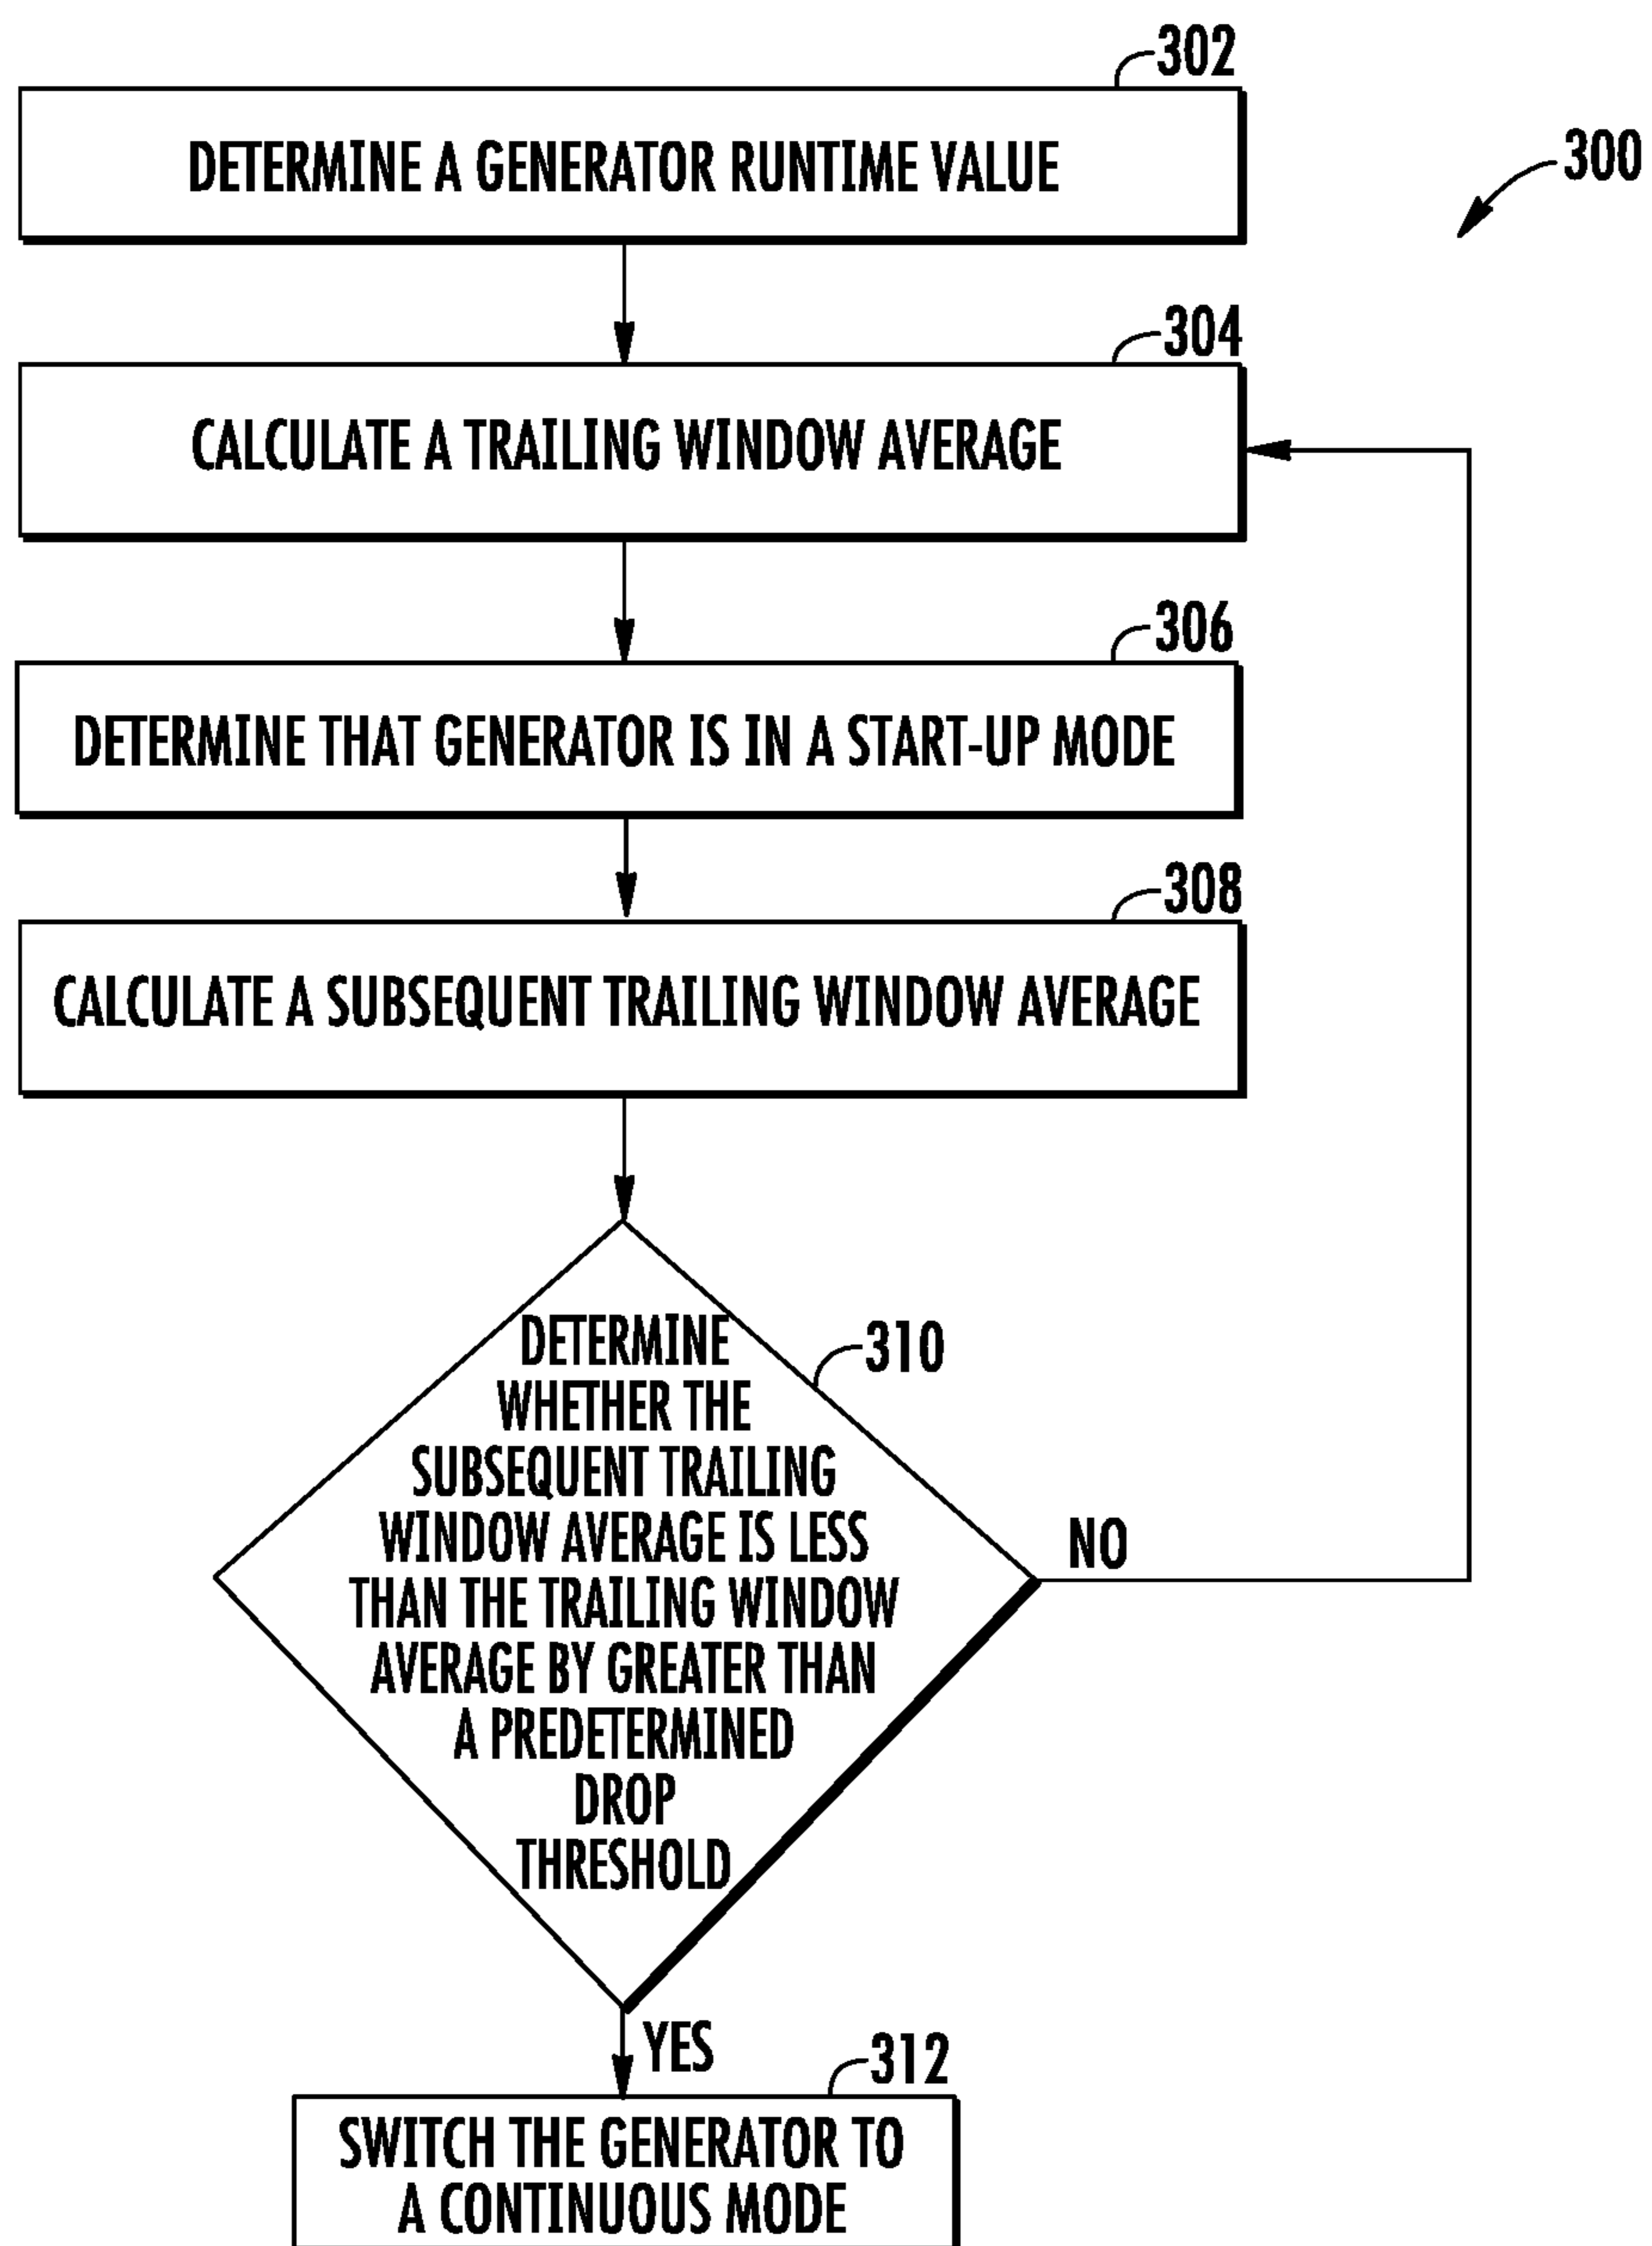 302
DETERMINE A GENERATOR RUNTIME VALUE
300
304
CALCULATE A TRAILING WINDOW AVERAGE
306
DETERMINE THAT GENERATOR IS IN A START-UP MODE
308
CALCULATE A SUBSEQUENT TRAILING WINDOW AVERAGE
310
DETERMINE
WHETHER THE
SUBSEQUENT TRAILING
WINDOW AVERAGE IS LESS
THAN THE TRAILING WINDOW
AVERAGE BY GREATER THAN
A PREDETERMINED
DROP
THRESHOLD
NO
YES
312
SWITCH THE GENERATOR TO
A CONTINUOUS MODE